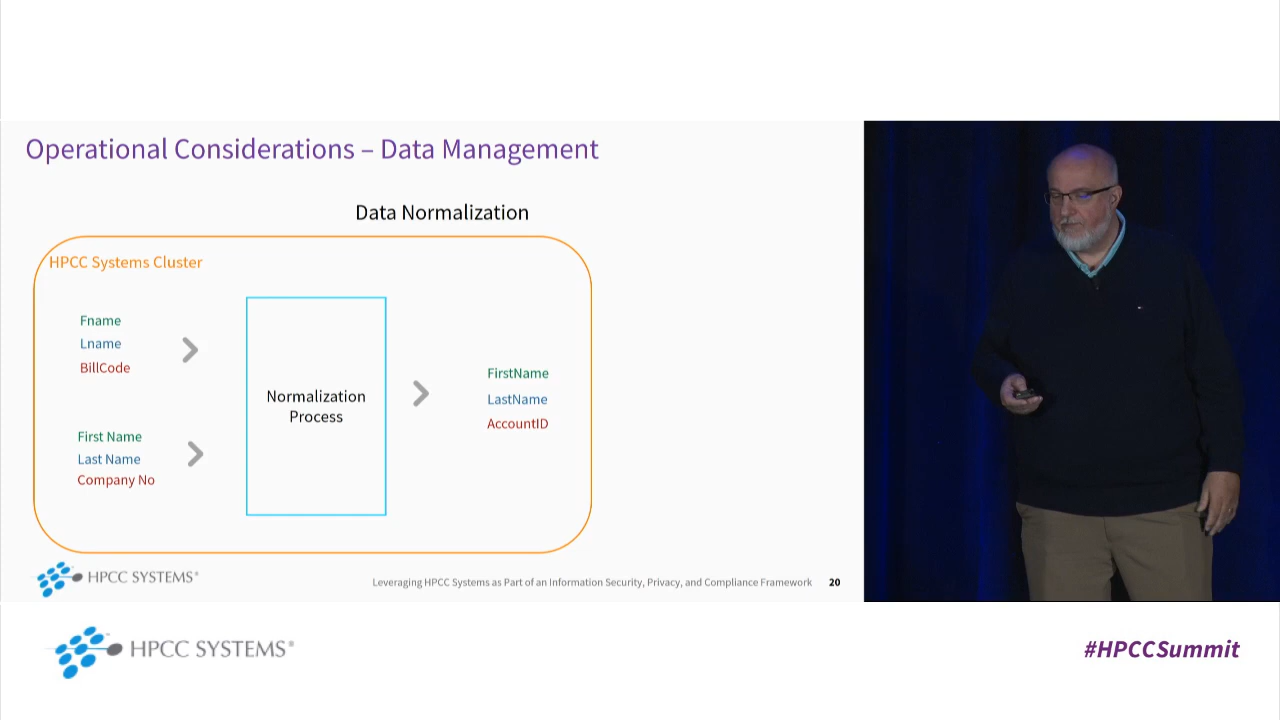 Operational Considerations – Data Management
Data Normalization
HPCC Systems Cluster
Fname
Lname
BillCode
First Name
Last Name
Company No
Normalization
Process
FirstName
LastName
AccountID
HPCC SYSTEMS®
Leveraging HPCC Systems as Part of an Information Security, Privacy, and Compliance Framework 20
HPCC SYSTEMS®
#HPCCSummit